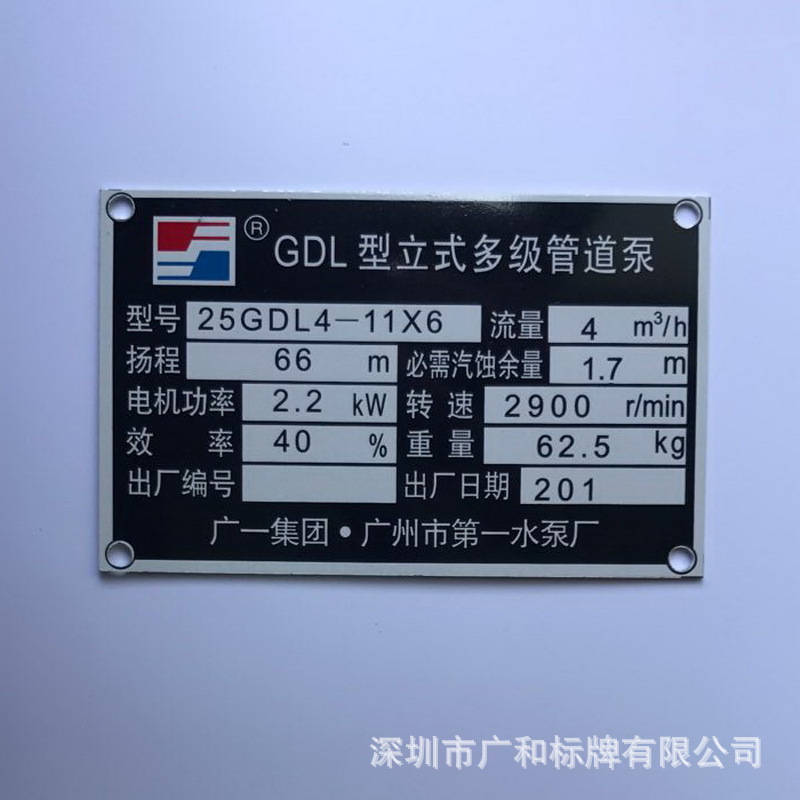 ® GDL型立式多级管道泵
型号 25GDL4-11X6 流量 4 m³/h
扬程 66 m 必需汽蚀余量 1.7 m
电机功率 2.2 kW 转速 2900 r/min
效率 40 % 重量 62.5 kg
出厂编号 出厂日期 201
广一集团·广州市第一水泵厂
深圳市广和标牌有限公司